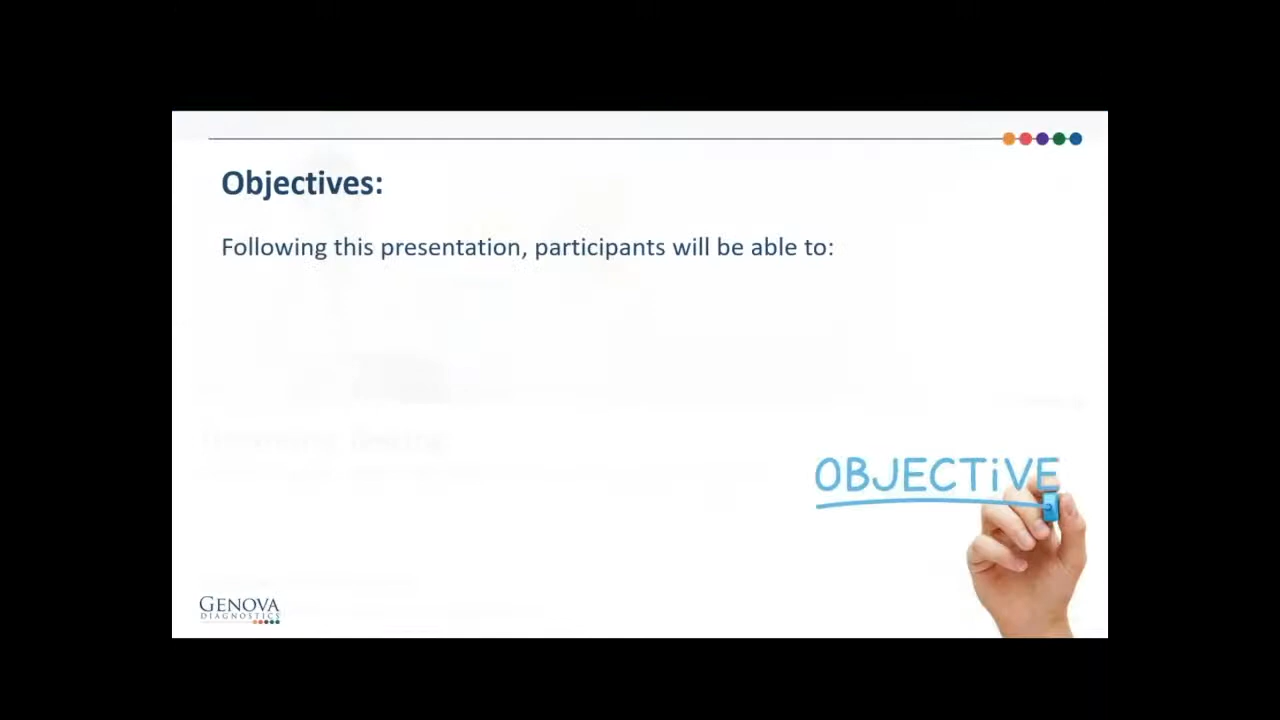 Objectives:
Following this presentation, participants will be able to:
OBJECTiVE
GENOVA
DIAGNOSTICS